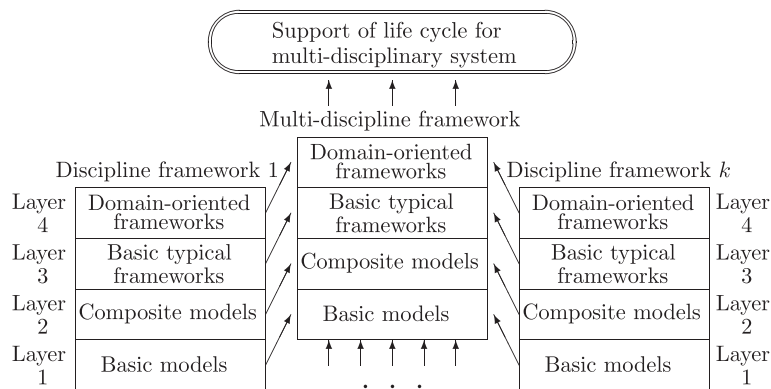 Support of life cycle for
multi-disciplinary system
Multi-discipline framework
Domain-oriented
frameworks
Basic typical
frameworks
Composite models
Basic models
Discipline framework 1
Layer
4
Domain-oriented
frameworks
Layer
3
Basic typical
frameworks
Layer
2
Composite models
Layer
1
Basic models
Discipline framework k
Domain-oriented
frameworks
Layer
4
Basic typical
frameworks
Layer
3
Composite models
Layer
2
Basic models
Layer
1
. . .